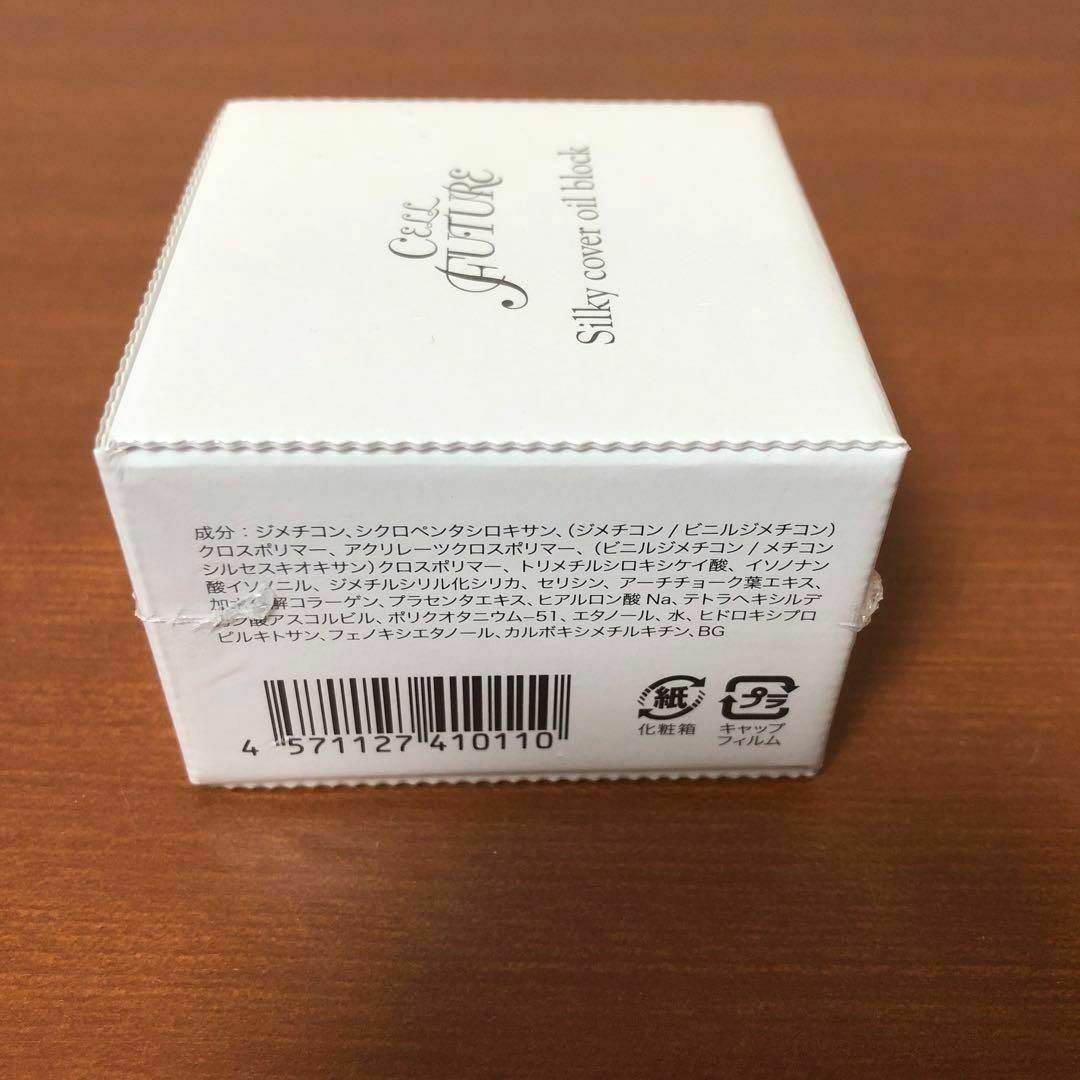 CELL
FUTURE
Silky cover oil block
成分：ジメチコン、シクロペンタシロキサン、（ジメチコン / ビニルジメチコン）
クロスポリマー、アクリレーツクロスポリマー、（ビニルジメチコン / メチコン
シルセスキオキサン）クロスポリマー、トリメチルシロキシケイ酸、イソノナン
酸イソノニル、ジメチルシリル化シリカ、セリシン、アーチチョーク葉エキス、
加水分解コラーゲン、プラセンタエキス、ヒアルロン酸 Na、テトラヘキシルデ
カン酸アスコルビル、ポリクオタニウム−51、エタノール、水、ヒドロキシプロ
ピルキトサン、フェノキシエタノール、カルボキシメチルキチン、BG
4 571127 410110
紙
化粧箱
プラ
キャップ
フィルム